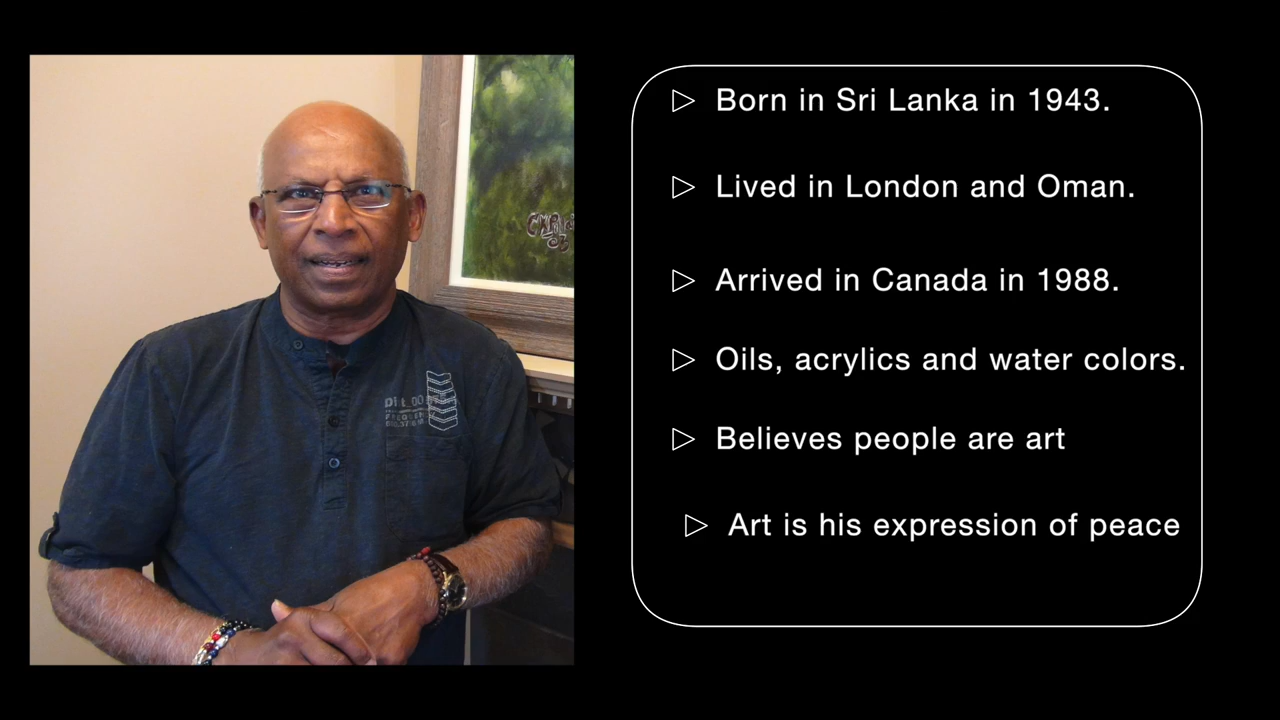 Born in Sri Lanka in 1943.
Lived in London and Oman.
Arrived in Canada in 1988.
Oils, acrylics and water colors.
Believes people are art
Art is his expression of peace